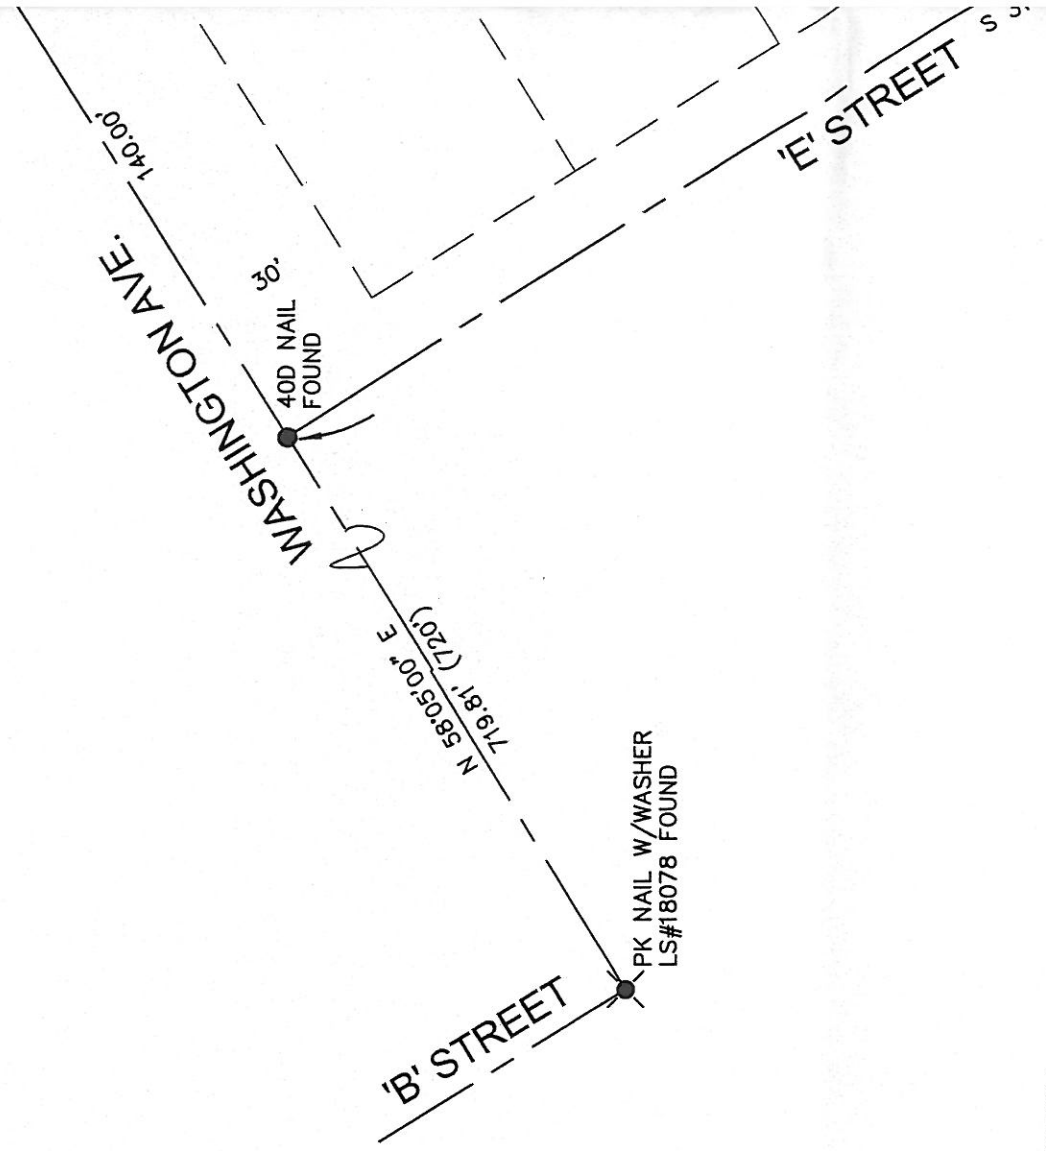 S
'E' STREET
140.00'
WASHINGTON AVE.
30'
40D NAIL
FOUND
N 58°05'00" E
719.81' (720')
PK NAIL W/WASHER
LS#18078 FOUND
'B' STREET